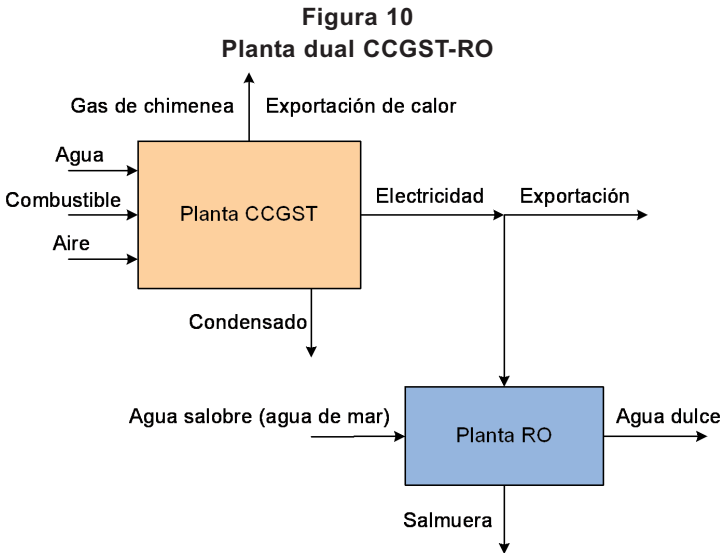 Figura 10
Planta dual CCGST-RO
Gas de chimenea
Exportación de calor
Agua
Combustible
Aire
Planta CCGST
Electricidad
Exportación
Condensado
Agua salobre (agua de mar)
Planta RO
Agua dulce
Salmuera